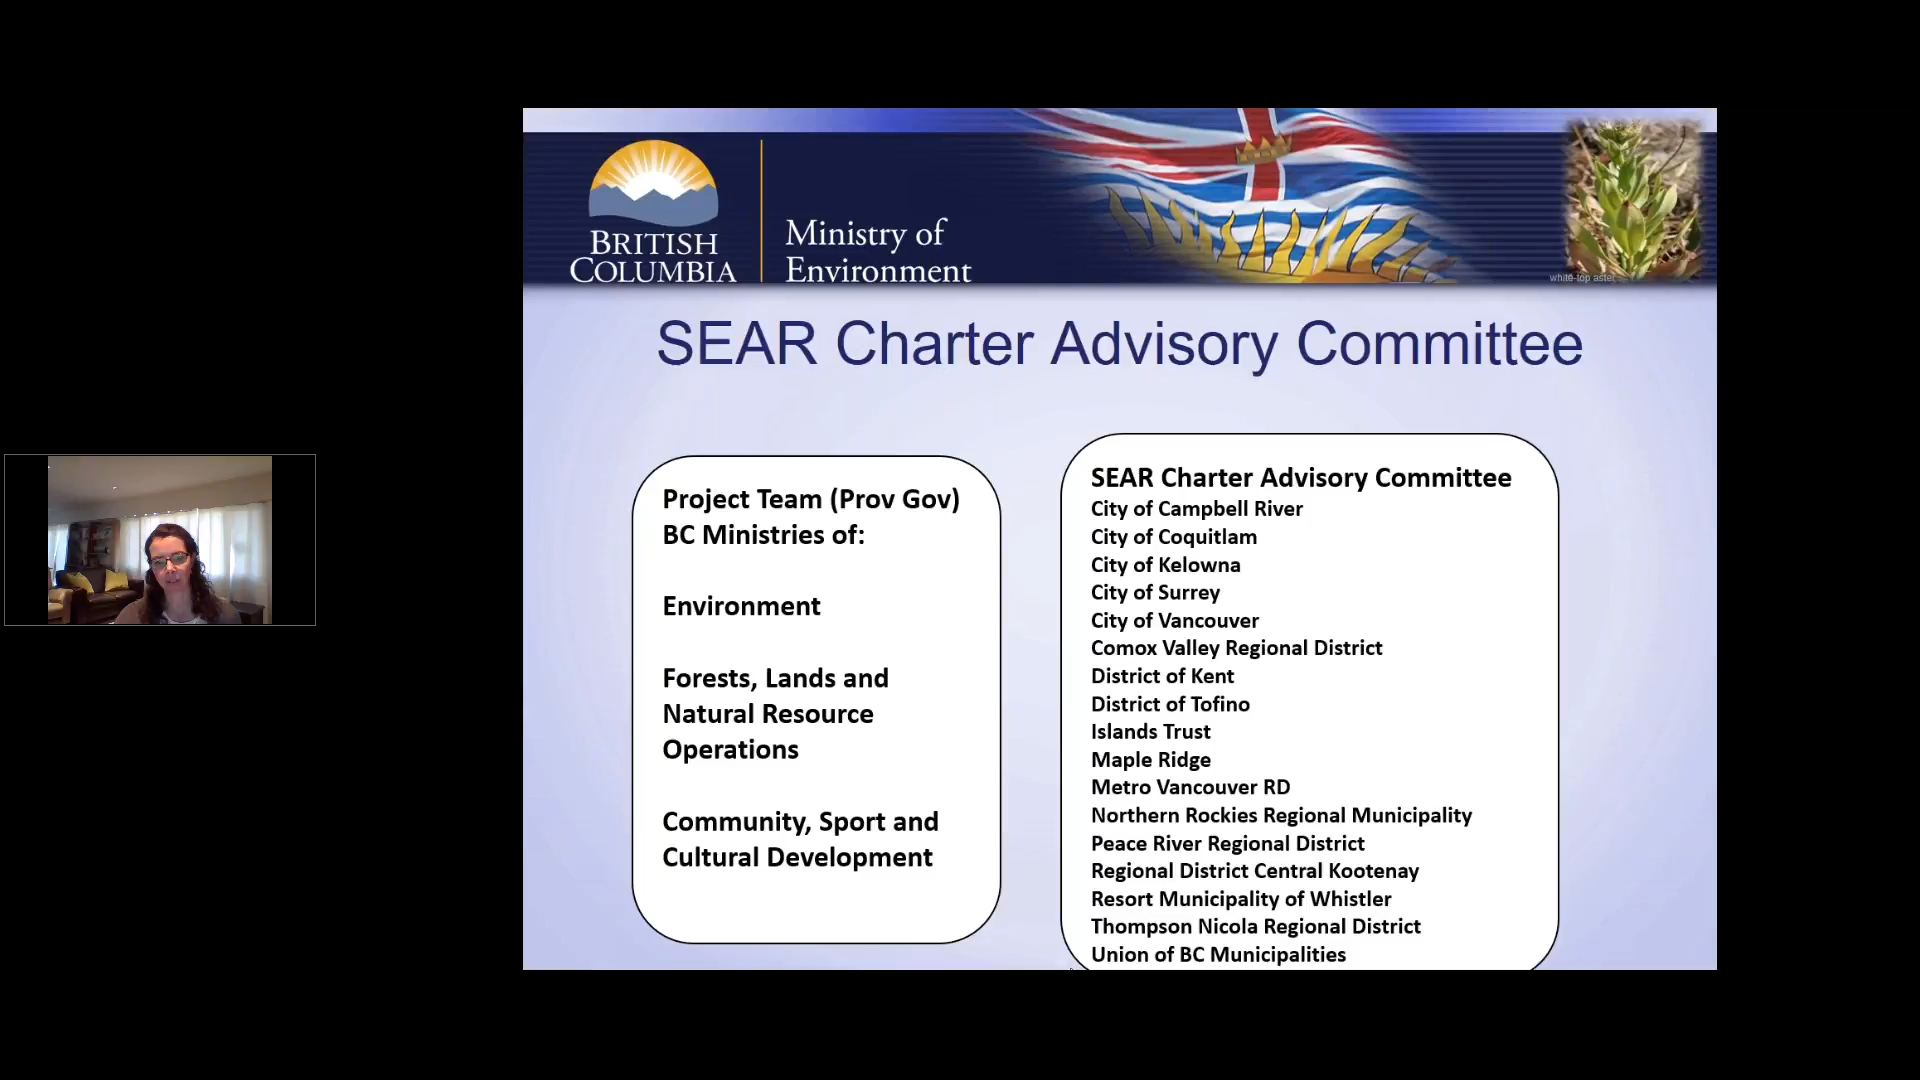 BRITISH
COLUMBIA
Ministry of
Environment
white-top aster
SEAR Charter Advisory Committee
Project Team (Prov Gov)
BC Ministries of:
Environment
Forests, Lands and
Natural Resource
Operations
Community, Sport and
Cultural Development
SEAR Charter Advisory Committee
City of Campbell River
City of Coquitlam
City of Kelowna
City of Surrey
City of Vancouver
Comox Valley Regional District
District of Kent
District of Tofino
Islands Trust
Maple Ridge
Metro Vancouver RD
Northern Rockies Regional Municipality
Peace River Regional District
Regional District Central Kootenay
Resort Municipality of Whistler
Thompson Nicola Regional District
Union of BC Municipalities